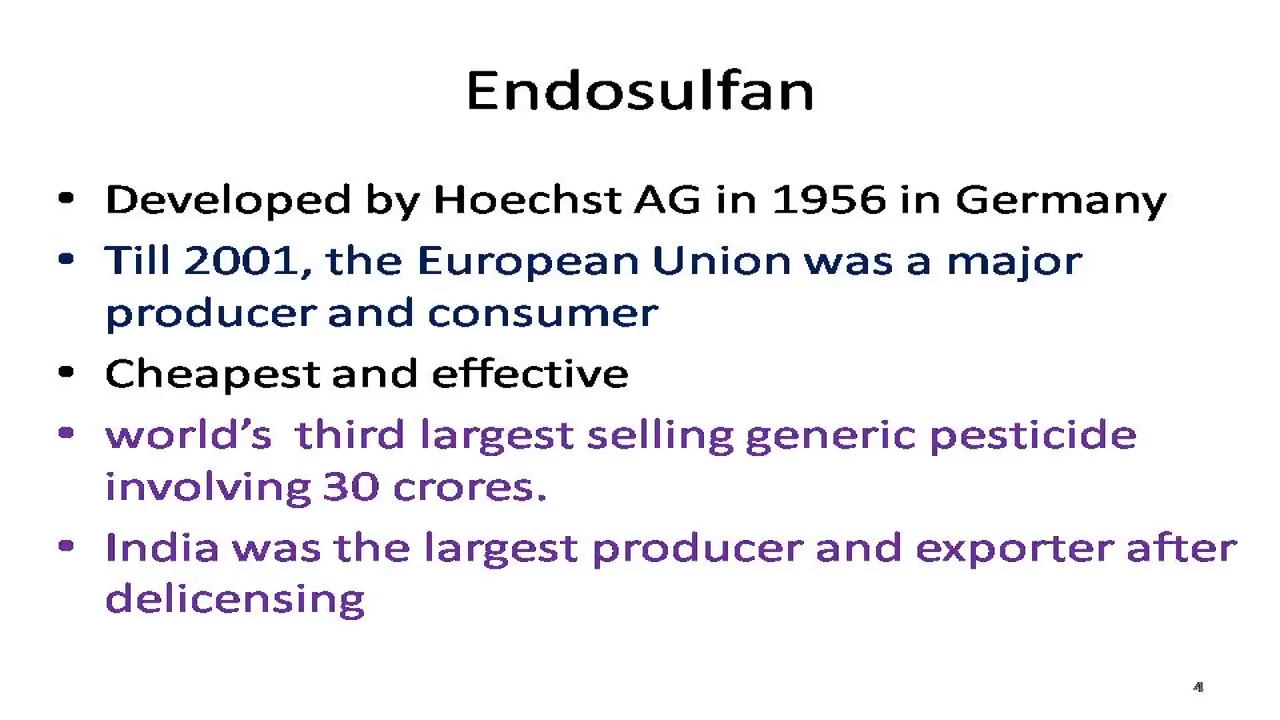 Endosulfan
• Developed by Hoechst AG in 1956 in Germany
• Till 2001, the European Union was a major
producer and consumer
• Cheapest and effective
• world’s third largest selling generic pesticide
involving 30 crores.
• India was the largest producer and exporter after
delicensing